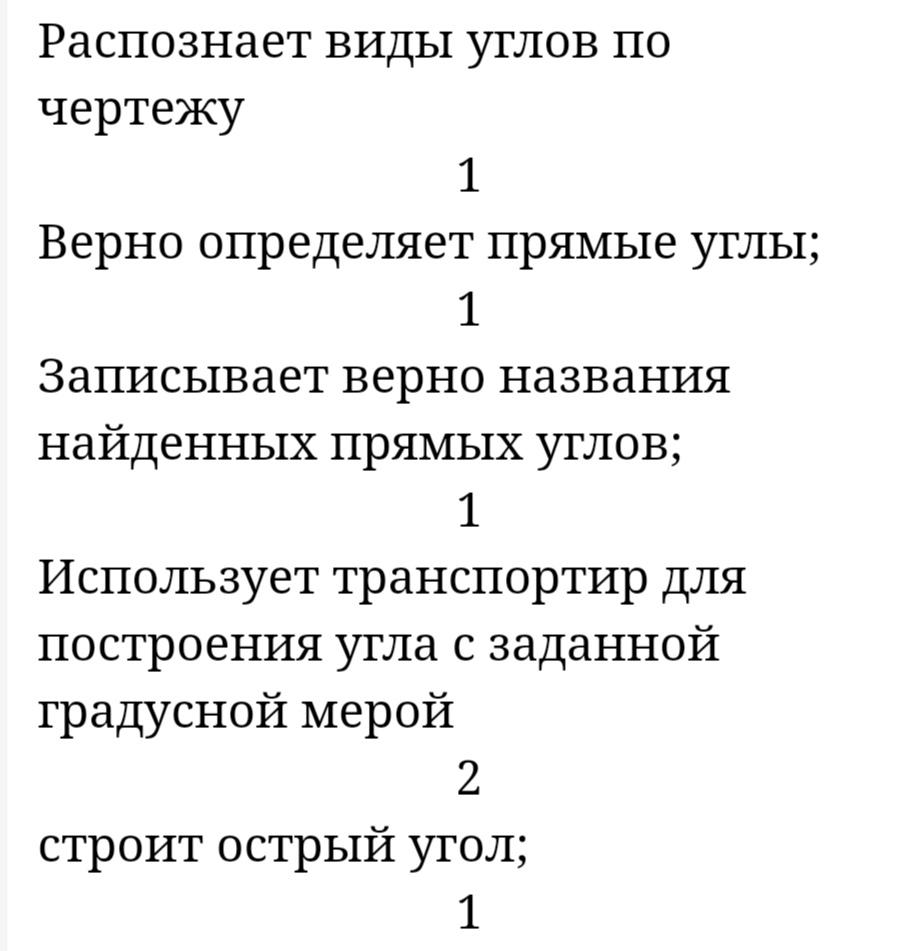 Распознает виды углов по
чертежу
1
Верно определяет прямые углы;
1
Записывает верно названия
найденных прямых углов;
1
Использует транспортир для
построения угла с заданной
градусной мерой
2
строит острый угол;
1